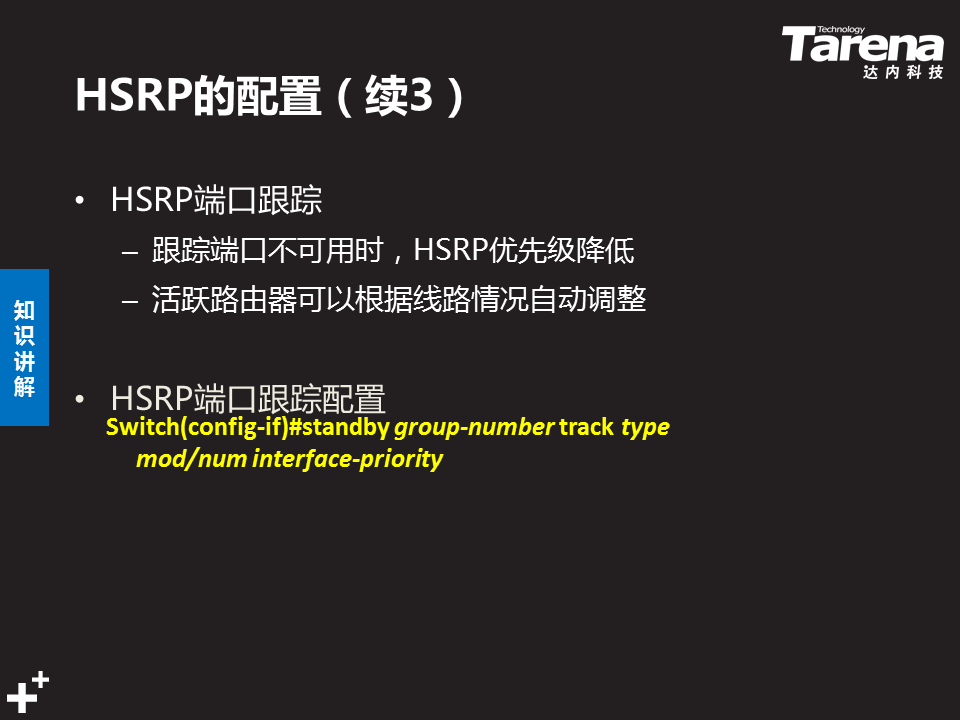 Technology
Tarena
达内科技
HSRP的配置（续3）
• HSRP端口跟踪
– 跟踪端口不可用时，HSRP优先级降低
– 活跃路由器可以根据线路情况自动调整
知识讲解
• HSRP端口跟踪配置
Switch(config-if)#standby group-number track type
mod/num interface-priority